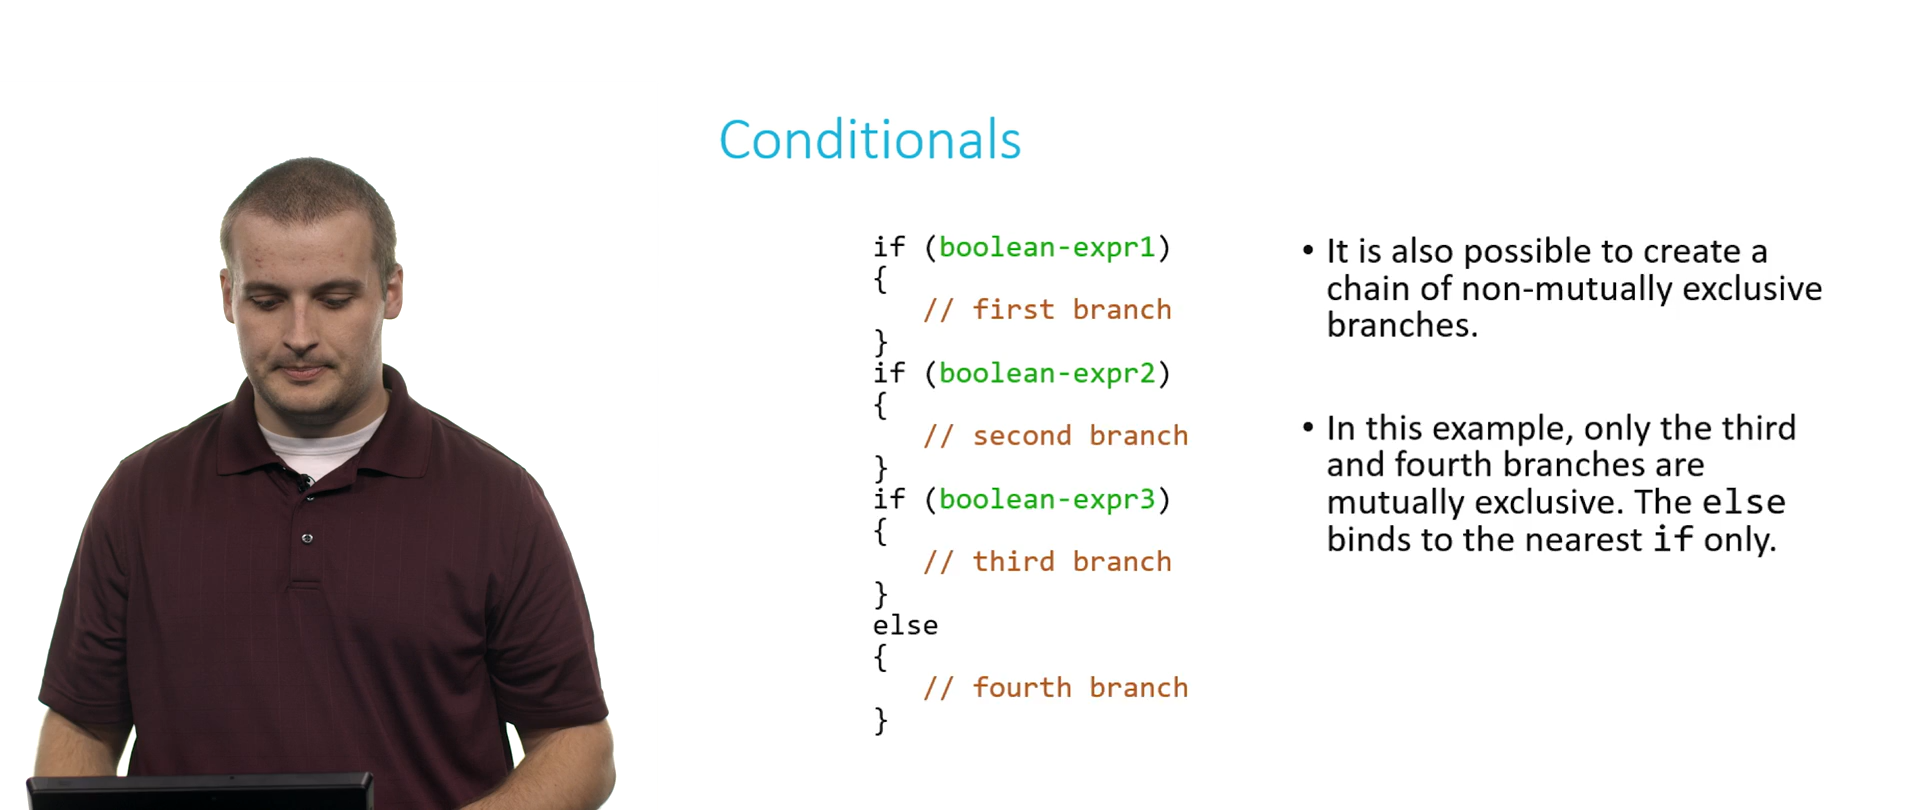 Conditionals
if (boolean-expr1)
{
// first branch
}
if (boolean-expr2)
{
// second branch
}
if (boolean-expr3)
{
// third branch
}
else
{
// fourth branch
}
• It is also possible to create a
chain of non-mutually exclusive
branches.
• In this example, only the third
and fourth branches are
mutually exclusive. The else
binds to the nearest if only.